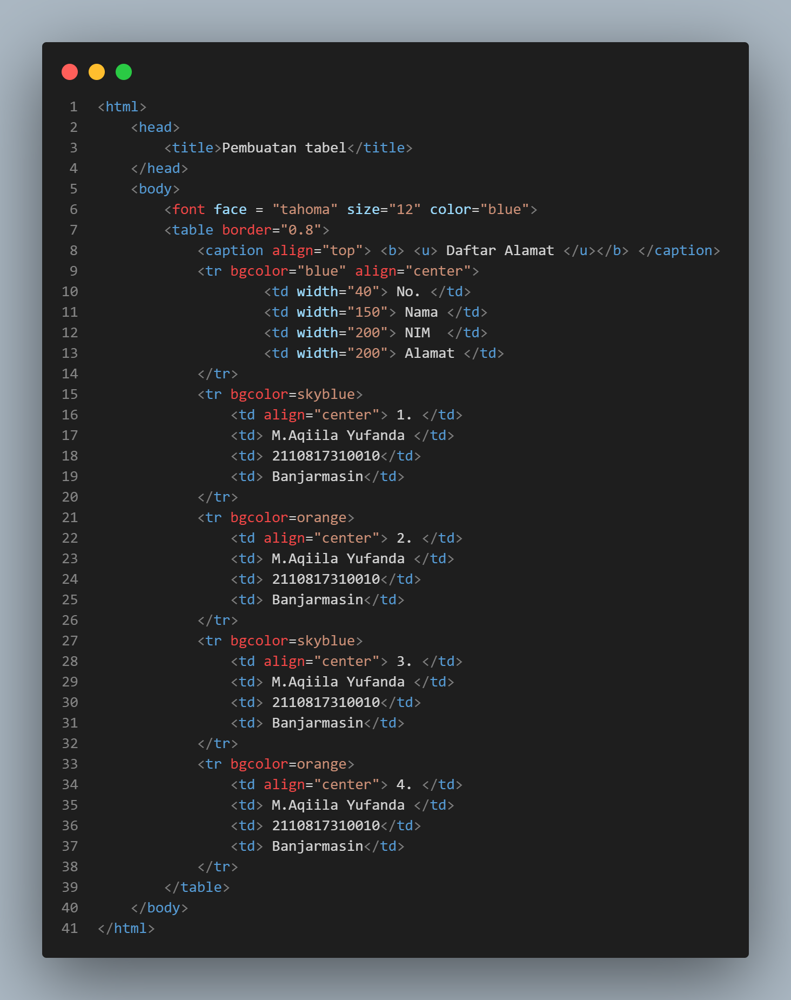 1 <html>
2     <head>
3         <title>Pembuatan tabel</title>
4     </head>
5     <body>
6         <font face = "tahoma" size="12" color="blue">
7         <table border="0.8">
8             <caption align="top"> <b> <u> Daftar Alamat </u></b> </caption>
9             <tr bgcolor="blue" align="center">
10                     <td width="40"> No. </td>
11                     <td width="150"> Nama </td>
12                     <td width="200"> NIM  </td>
13                     <td width="200"> Alamat </td>
14             </tr>
15             <tr bgcolor=skyblue>
16                 <td align="center"> 1. </td>
17                 <td> M.Aqiila Yufanda </td>
18                 <td> 2110817310010</td>
19                 <td> Banjarmasin</td>
20             </tr>
21             <tr bgcolor=orange>
22                 <td align="center"> 2. </td>
23                 <td> M.Aqiila Yufanda </td>
24                 <td> 2110817310010</td>
25                 <td> Banjarmasin</td>
26             </tr>
27             <tr bgcolor=skyblue>
28                 <td align="center"> 3. </td>
29                 <td> M.Aqiila Yufanda </td>
30                 <td> 2110817310010</td>
31                 <td> Banjarmasin</td>
32             </tr>
33             <tr bgcolor=orange>
34                 <td align="center"> 4. </td>
35                 <td> M.Aqiila Yufanda </td>
36                 <td> 2110817310010</td>
37                 <td> Banjarmasin</td>
38             </tr>
39         </table>
40     </body>
41 </html>